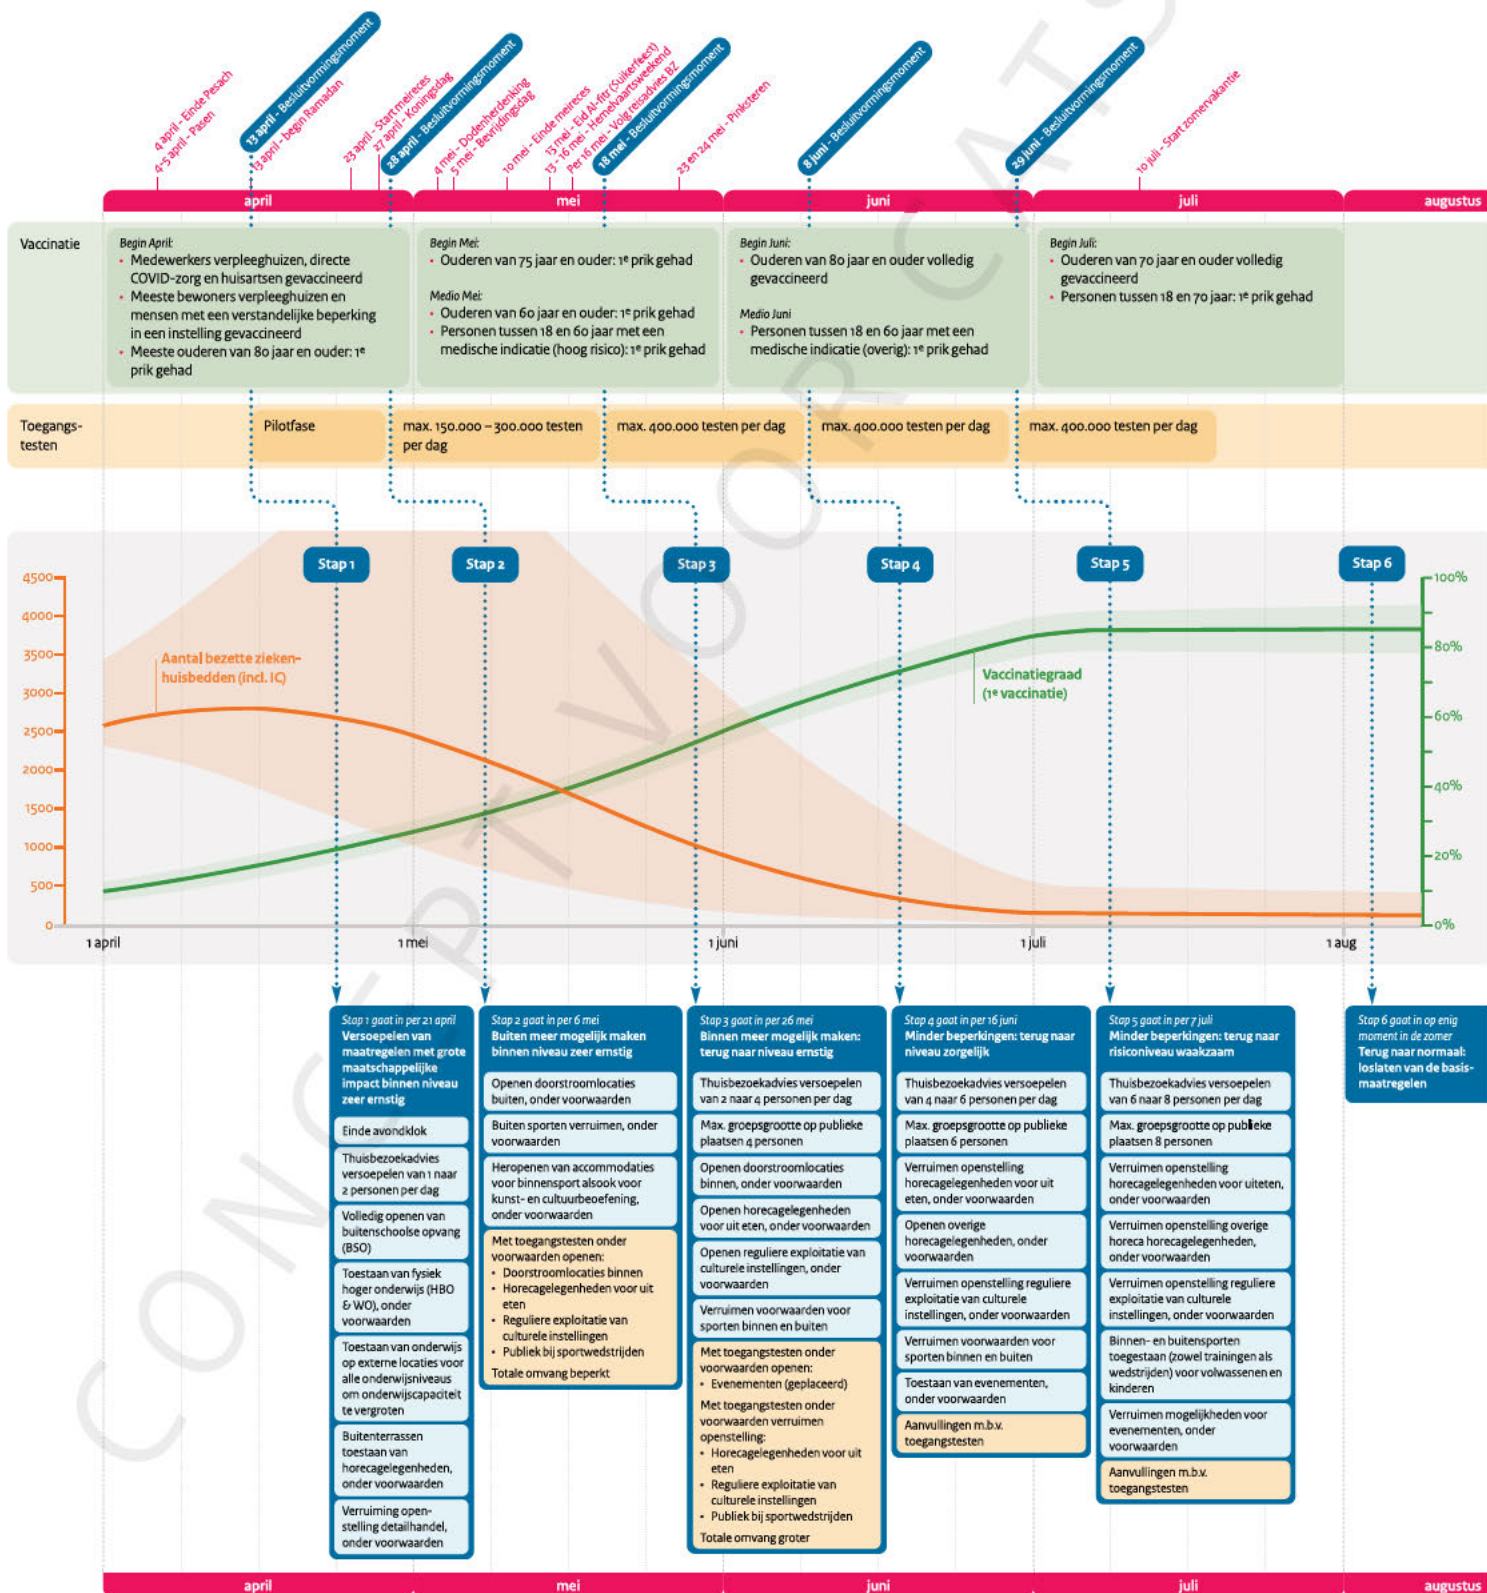 4 april - Einde Pesach
4-5 april - Pasen
13 april - Besluitvormingsmoment
13 april - begin Ramadan
23 april - Start meireces
27 april - Koningsdag
28 april - Besluitvormingsmoment
4 mei - Dodenherdenking
5 mei - Bevrijdingsdag
10 mei - Einde meireces
13 mei - Eid Al-fitr (Suikerfeest)
13 - 16 mei - Hemelvaartsweekend
Per 16 mei - Volg reisadvies BZ
18 mei - Besluitvormingsmoment
23 en 24 mei - Pinksteren
8 juni - Besluitvormingsmoment
29 juni - Besluitvormingsmoment
10 juli - Start zomervakantie
april
mei
juni
juli
augustus
Vaccinatie
Begin April:
• Medewerkers verpleeghuizen, directe
COVID-zorg en huisartsen gevaccineerd
• Meeste bewoners verpleeghuizen en
mensen met een verstandelijke beperking
in een instelling gevaccineerd
• Meeste ouderen van 80 jaar en ouder: 1e
prik gehad
Begin Mei:
• Ouderen van 75 jaar en ouder: 1e prik gehad
Medio Mei:
• Ouderen van 60 jaar en ouder: 1e prik gehad
• Personen tussen 18 en 60 jaar met een
medische indicatie (hoog risico): 1e prik gehad
Begin Juni:
• Ouderen van 80 jaar en ouder volledig
gevaccineerd
Medio Juni
• Personen tussen 18 en 60 jaar met een
medische indicatie (overig): 1e prik gehad
Begin Juli:
• Ouderen van 70 jaar en ouder volledig
gevaccineerd
• Personen tussen 18 en 70 jaar: 1e prik gehad
Toegangs-
testen
Pilotfase
max. 150.000 – 300.000 testen
per dag
max. 400.000 testen per dag
max. 400.000 testen per dag
max. 400.000 testen per dag
Stap 1
Stap 2
Stap 3
Stap 4
Stap 5
Stap 6
4500
4000
3500
3000
2500
2000
1500
1000
500
0
100%
80%
60%
40%
20%
0%
Aantal bezette zieken-
huisbedden (incl. IC)
Vaccinatiegraad
(1e vaccinatie)
1 april
1 mei
1 juni
1 juli
1 aug
Stap 1 gaat in per 21 april
Versoepelen van
maatregelen met grote
maatschappelijke
impact binnen niveau
zeer ernstig
Einde avondklok
Thuisbezoekadvies
versoepelen van 1 naar
2 personen per dag
Volledig openen van
buitenschoolse opvang
(BSO)
Toestaan van fysiek
hoger onderwijs (HBO
& WO), onder
voorwaarden
Toestaan van onderwijs
op externe locaties voor
alle onderwijsniveaus
om onderwijscapaciteit
te vergroten
Buitenterrassen
toestaan van
horecagelegenheden,
onder voorwaarden
Verruiming open-
stelling detailhandel,
onder voorwaarden
Stap 2 gaat in per 6 mei
Buiten meer mogelijk maken
binnen niveau zeer ernstig
Openen doorstroomlocaties
buiten, onder voorwaarden
Buiten sporten verruimen, onder
voorwaarden
Heropenen van accommodaties
voor binnensport alsook voor
kunst- en cultuurbeoefening,
onder voorwaarden
Met toegangstesten onder
voorwaarden openen:
• Doorstroomlocaties binnen
• Horecagelegenheden voor uit
eten
• Reguliere exploitatie van
culturele instellingen
• Publiek bij sportwedstrijden
Totale omvang beperkt
Stap 3 gaat in per 26 mei
Binnen meer mogelijk maken:
terug naar niveau ernstig
Thuisbezoekadvies versoepelen
van 2 naar 4 personen per dag
Max. groepsgrootte op publieke
plaatsen 4 personen
Openen doorstroomlocaties
binnen, onder voorwaarden
Openen horecagelegenheden
voor uit eten, onder voorwaarden
Openen reguliere exploitatie van
culturele instellingen, onder
voorwaarden
Verruimen voorwaarden voor
sporten binnen en buiten
Met toegangstesten onder
voorwaarden openen:
• Evenementen (geplaceerd)
Met toegangstesten onder
voorwaarden verruimen
openstelling:
• Horecagelegenheden voor uit
eten
• Reguliere exploitatie van
culturele instellingen
• Publiek bij sportwedstrijden
Totale omvang groter
Stap 4 gaat in per 16 juni
Minder beperkingen: terug naar
niveau zorgelijk
Thuisbezoekadvies versoepelen
van 4 naar 6 personen per dag
Max. groepsgrootte op publieke
plaatsen 6 personen
Verruimen openstelling
horecagelegenheden voor uit
eten, onder voorwaarden
Openen overige
horecagelegenheden, onder
voorwaarden
Verruimen openstelling reguliere
exploitatie van culturele
instellingen, onder voorwaarden
Verruimen voorwaarden voor
sporten binnen en buiten
Toestaan van evenementen,
onder voorwaarden
Aanvullingen m.b.v.
toegangstesten
Stap 5 gaat in per 7 juli
Minder beperkingen: terug naar
risiconiveau waakzaam
Thuisbezoekadvies versoepelen
van 6 naar 8 personen per dag
Max. groepsgrootte op publieke
plaatsen 8 personen
Verruimen openstelling
horecagelegenheden voor uiteten,
onder voorwaarden
Verruimen openstelling overige
horeca horecagelegenheden,
onder voorwaarden
Verruimen openstelling reguliere
exploitatie van culturele
instellingen, onder voorwaarden
Binnen- en buitensporten
toegestaan (zowel trainingen als
wedstrijden) voor volwassenen en
kinderen
Verruimen mogelijkheden voor
evenementen, onder
voorwaarden
Aanvullingen m.b.v.
toegangstesten
Stap 6 gaat in op enig
moment in de zomer
Terug naar normaal:
loslaten van de basis-
maatregelen
april
mei
juni
juli
augustus
CONCEPT VOOR CATS